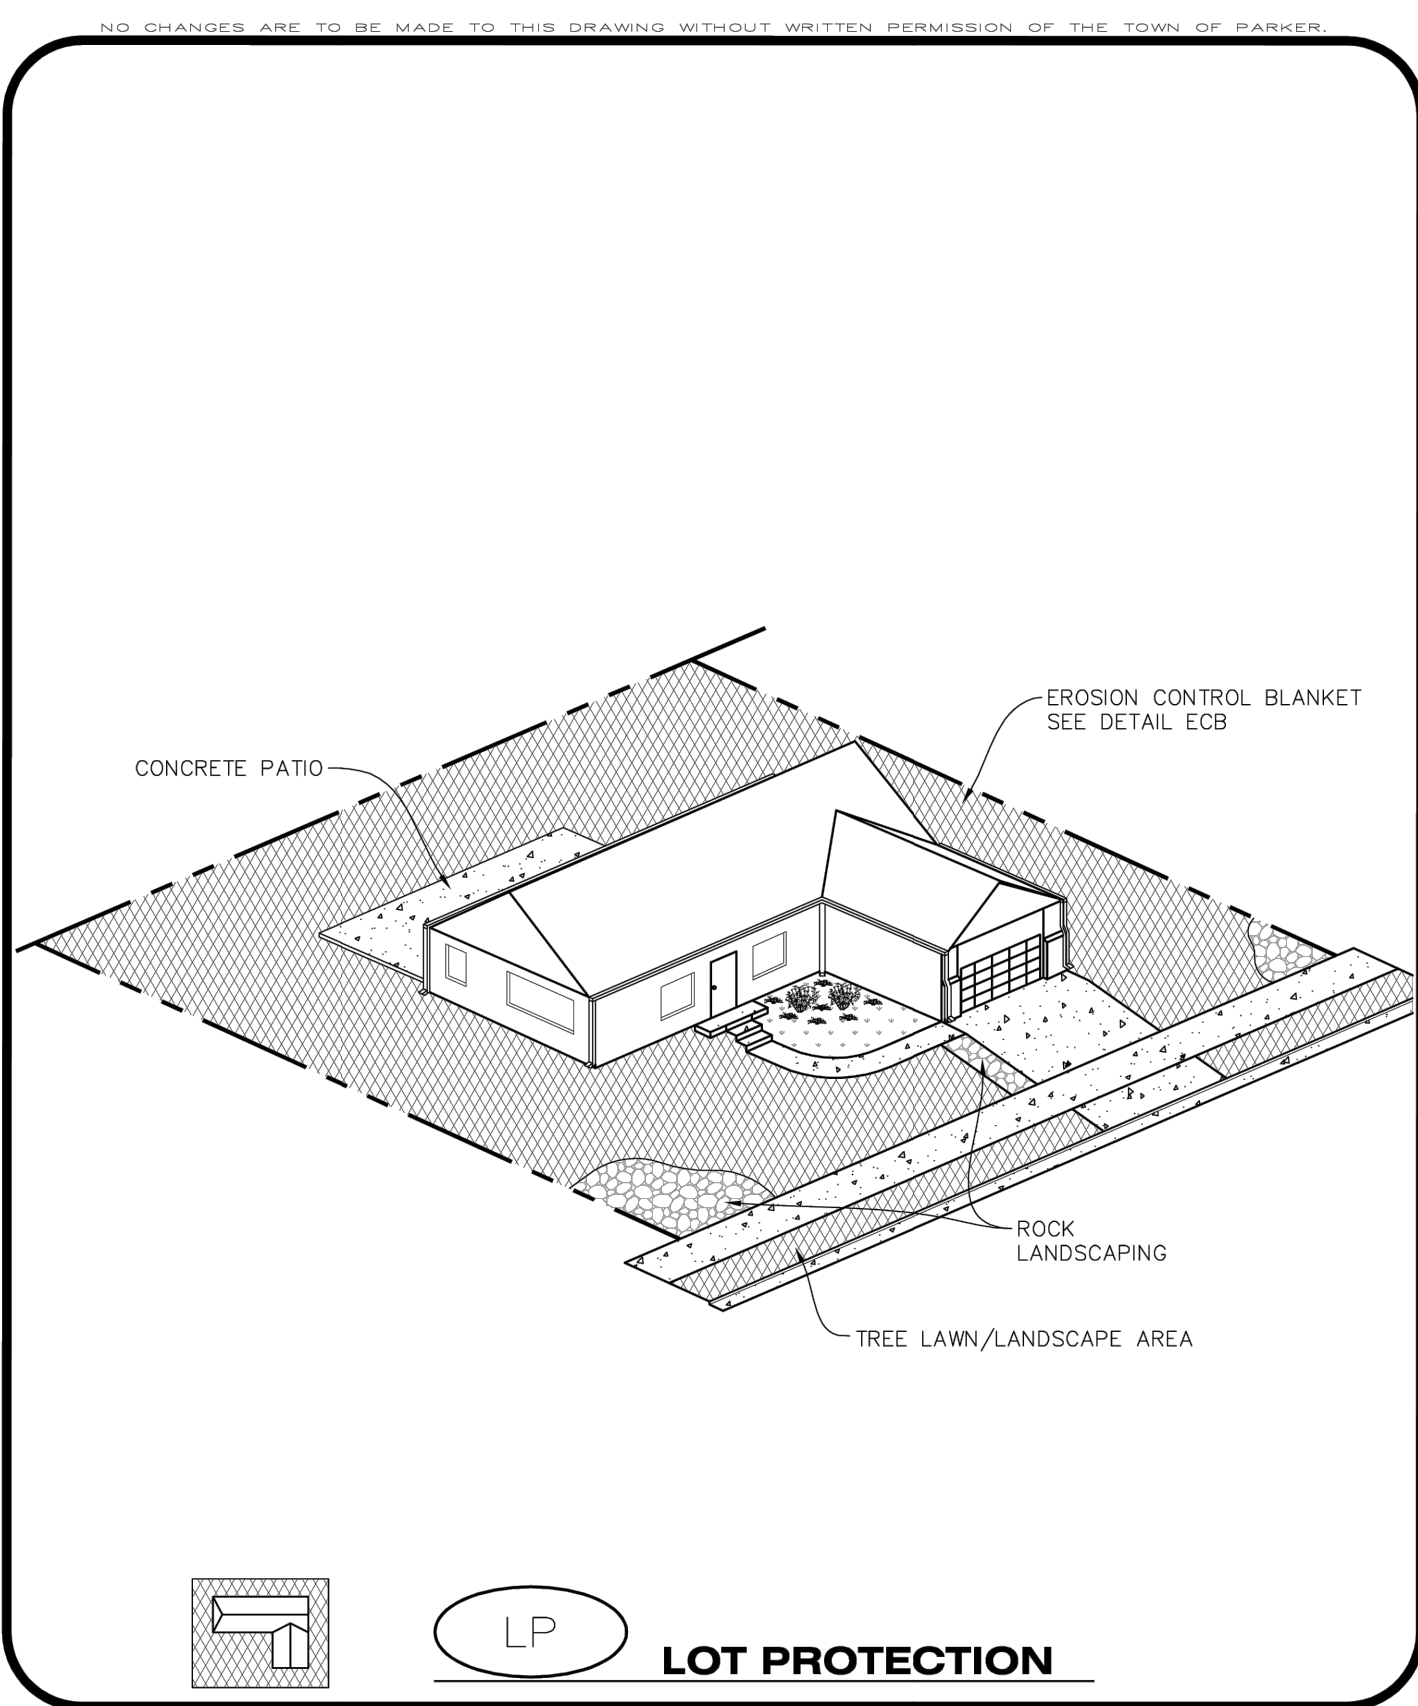 NO CHANGES ARE TO BE MADE TO THIS DRAWING WITHOUT WRITTEN PERMISSION OF THE TOWN OF PARKER.
EROSION CONTROL BLANKET
SEE DETAIL ECB
CONCRETE PATIO
ROCK
LANDSCAPING
TREE LAWN/LANDSCAPE AREA
LP
LOT PROTECTION